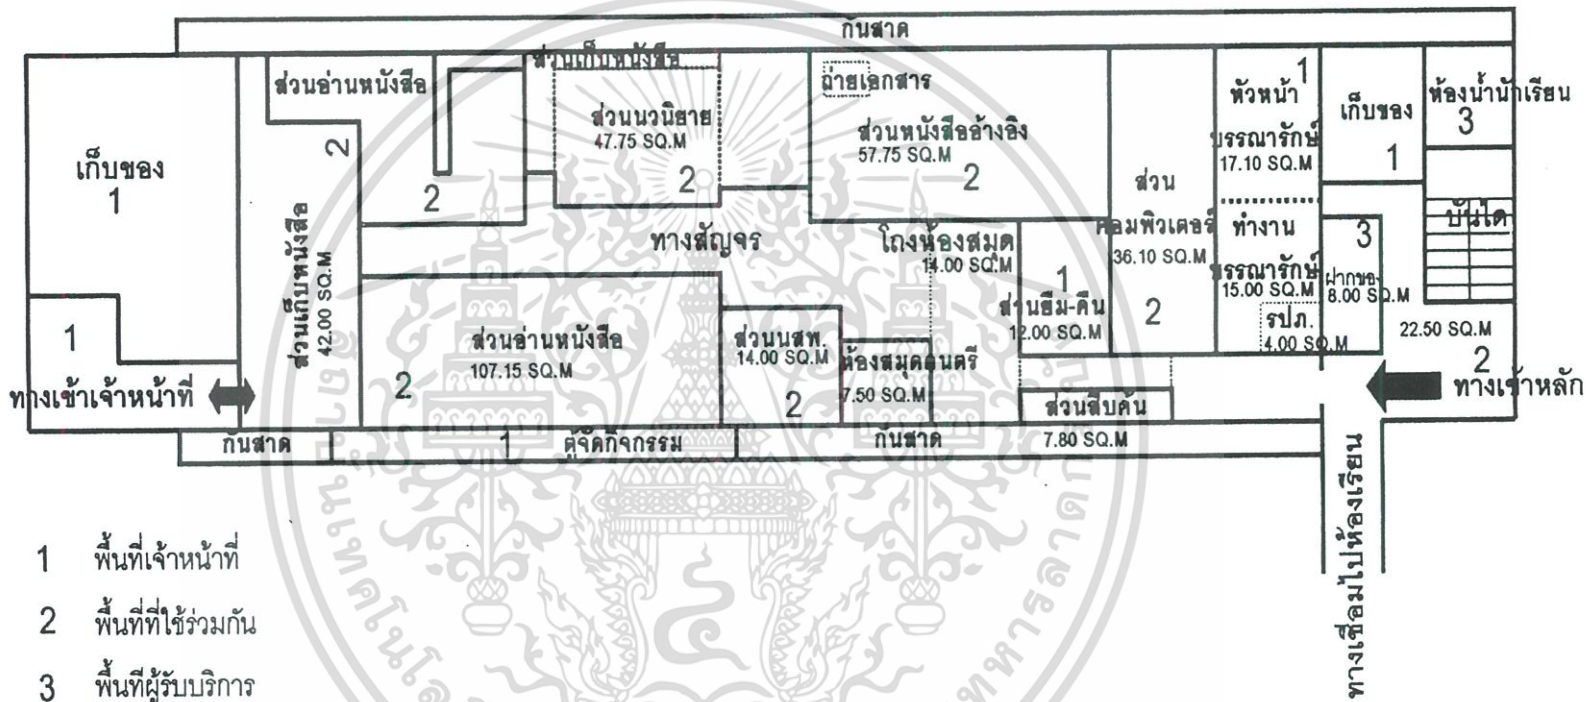 กันสาด
ส่วนเก็บหนังสือ
ส่วนอ่านหนังสือ
ถ่ายเอกสาร
1
หัวหน้า
บรรณารักษ์
17.10 SQ.M
เก็บของ
1
ห้องน้ำนักเรียน
3
ส่วนนวนิยาย
47.75 SQ.M
2
ส่วนหนังสืออ้างอิง
57.75 SQ.M
2
เก็บของ
1
2
2
ส่วน
คอมพิวเตอร์
36.10 SQ.M
2
ส่วนเก็บหนังสือ
42.00 SQ.M
ทางสัญจร
โถงห้องสมุด
14.00 SQ.M
1
ส่วนยืม-คืน
12.00 SQ.M
ทำงาน
บรรณารักษ์
15.00 SQ.M
รปภ.
4.00 SQ.M
3
ฝากของ
8.00 SQ.M
บันได
22.50 SQ.M
2
1
ส่วนอ่านหนังสือ
107.15 SQ.M
2
ส่วนนสพ.
14.00 SQ.M
2
ห้องสมุดดนตรี
7.50 SQ.M
ทางเข้าเจ้าหน้าที่
ส่วนสืบค้น
7.80 SQ.M
ทางเข้าหลัก
กันสาด
1
ตู้จัดกิจกรรม
กันสาด
ทางเชื่อมไปห้องเรียน
1 พื้นที่เจ้าหน้าที่
2 พื้นที่ที่ใช้ร่วมกัน
3 พื้นที่ผู้รับบริการ